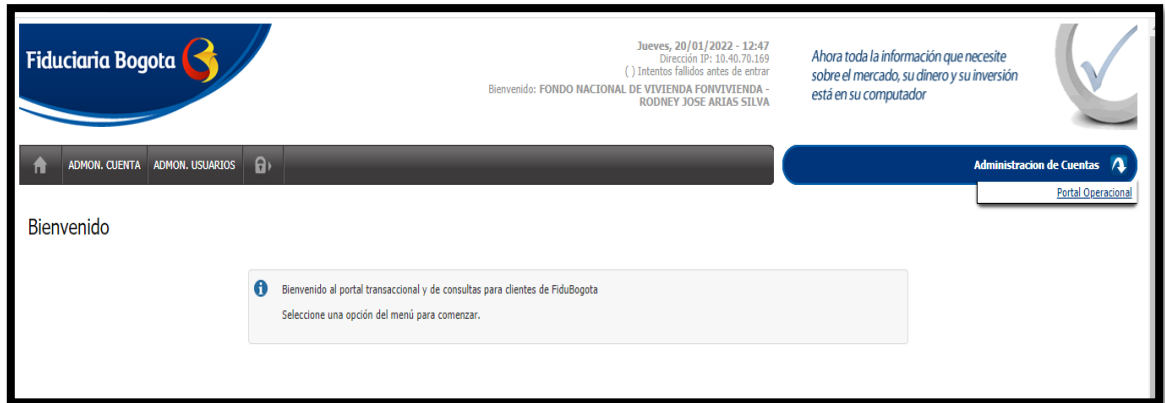 Fiduciaria Bogota
Jueves, 20/01/2022 - 12:47
Dirección IP: 10.40.70.169
( ) Intentos fallidos antes de entrar
Bienvenido: FONDO NACIONAL DE VIVIENDA FONVIVIENDA -
RODNEY JOSE ARIAS SILVA
Ahora toda la información que necesite
sobre el mercado, su dinero y su inversión
está en su computador
ADMON. CUENTA ADMON. USUARIOS
Administracion de Cuentas
Portal Operacional
Bienvenido
Bienvenido al portal transaccional y de consultas para clientes de FiduBogota
Seleccione una opción del menú para comenzar.